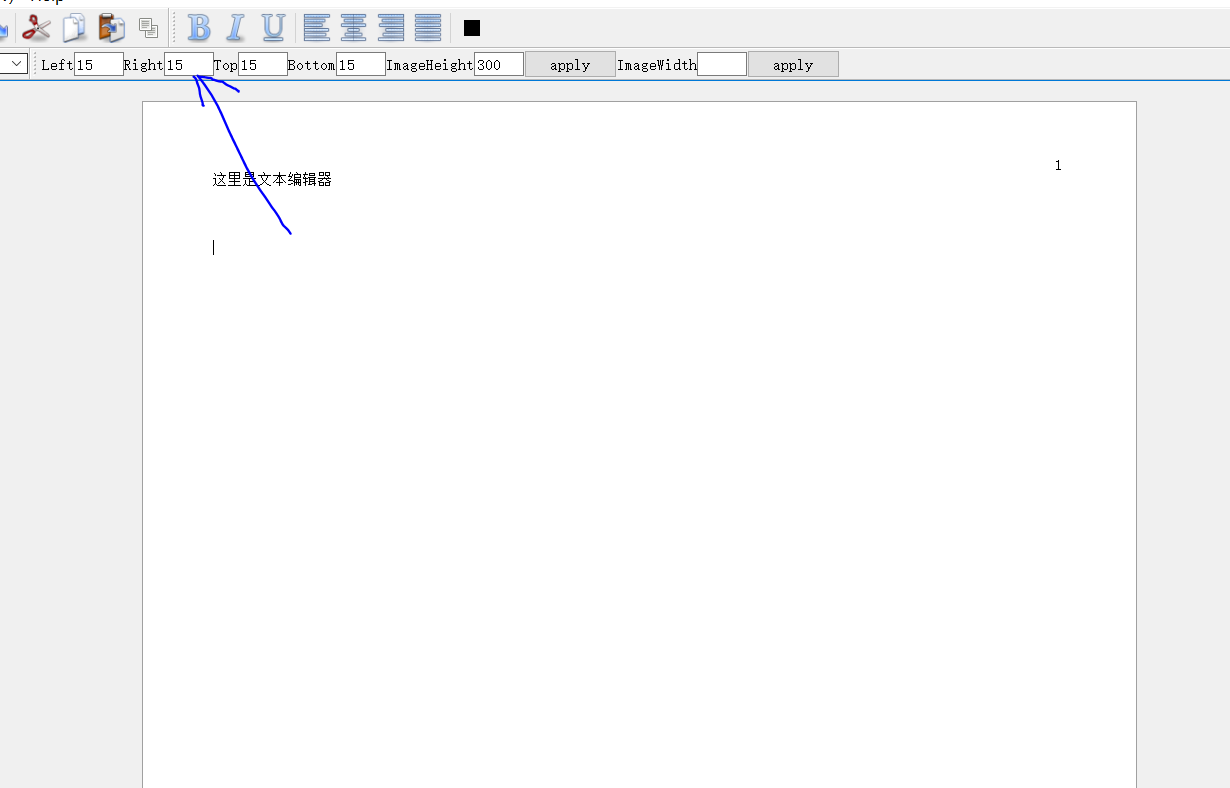 Help
B I U
Left 15 Right 15 Top 15 Bottom 15 ImageHeight 300 apply ImageWidth apply
1
这里是文本编辑器